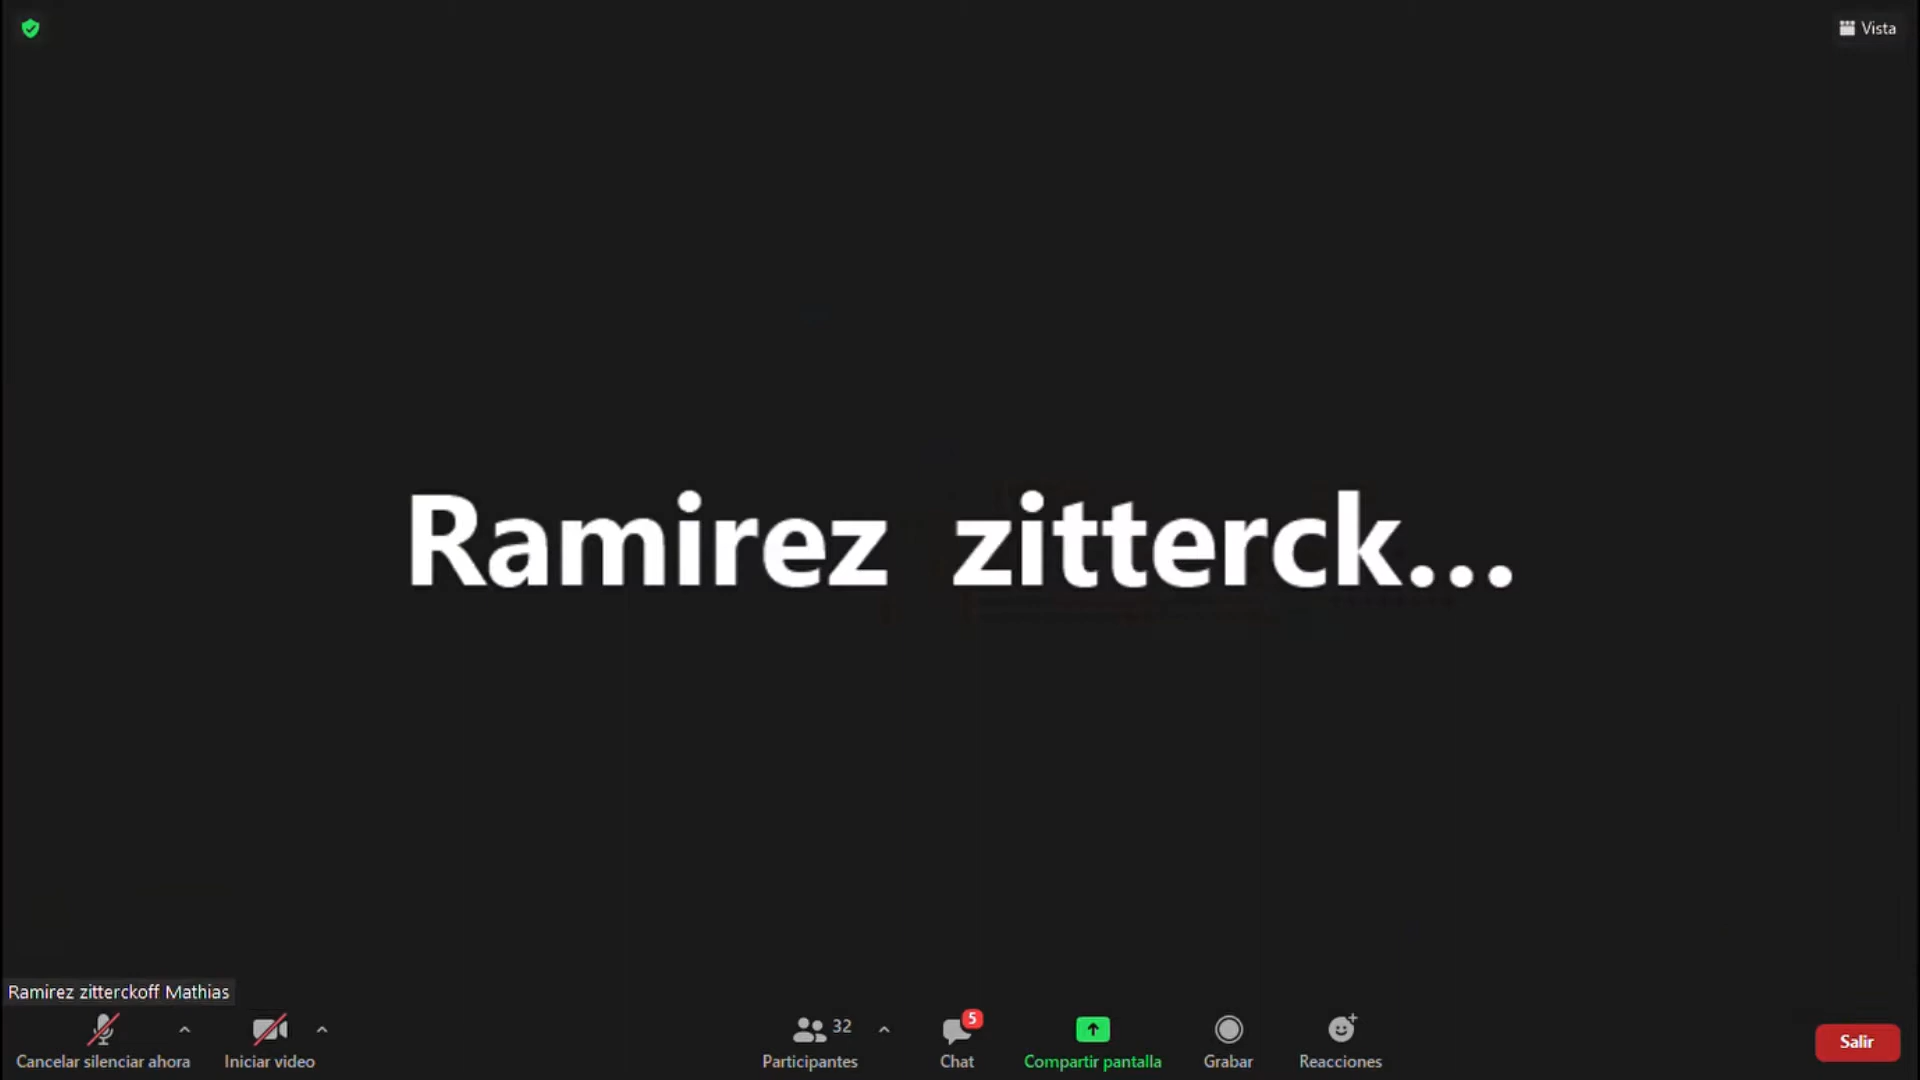 Vista
Ramirez zitterck...
Ramirez zitterckoff Mathias
32
5
Cancelar silenciar ahora
Iniciar video
Participantes
Chat
Compartir pantalla
Grabar
Reacciones
Salir